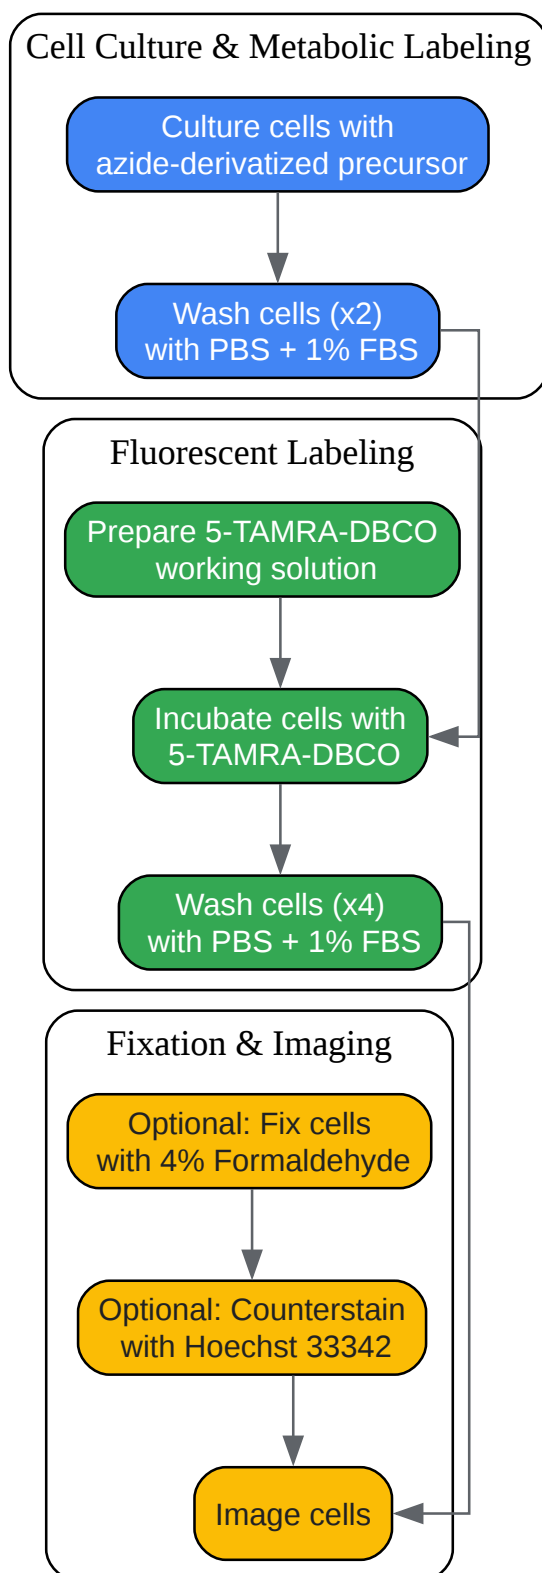 Cell Culture & Metabolic Labeling
Culture cells with
azide-derivatized precursor
Wash cells (x2)
with PBS + 1% FBS
Fluorescent Labeling
Prepare 5-TAMRA-DBCO
working solution
Incubate cells with
5-TAMRA-DBCO
Wash cells (x4)
with PBS + 1% FBS
Fixation & Imaging
Optional: Fix cells
with 4% Formaldehyde
Optional: Counterstain
with Hoechst 33342
Image cells